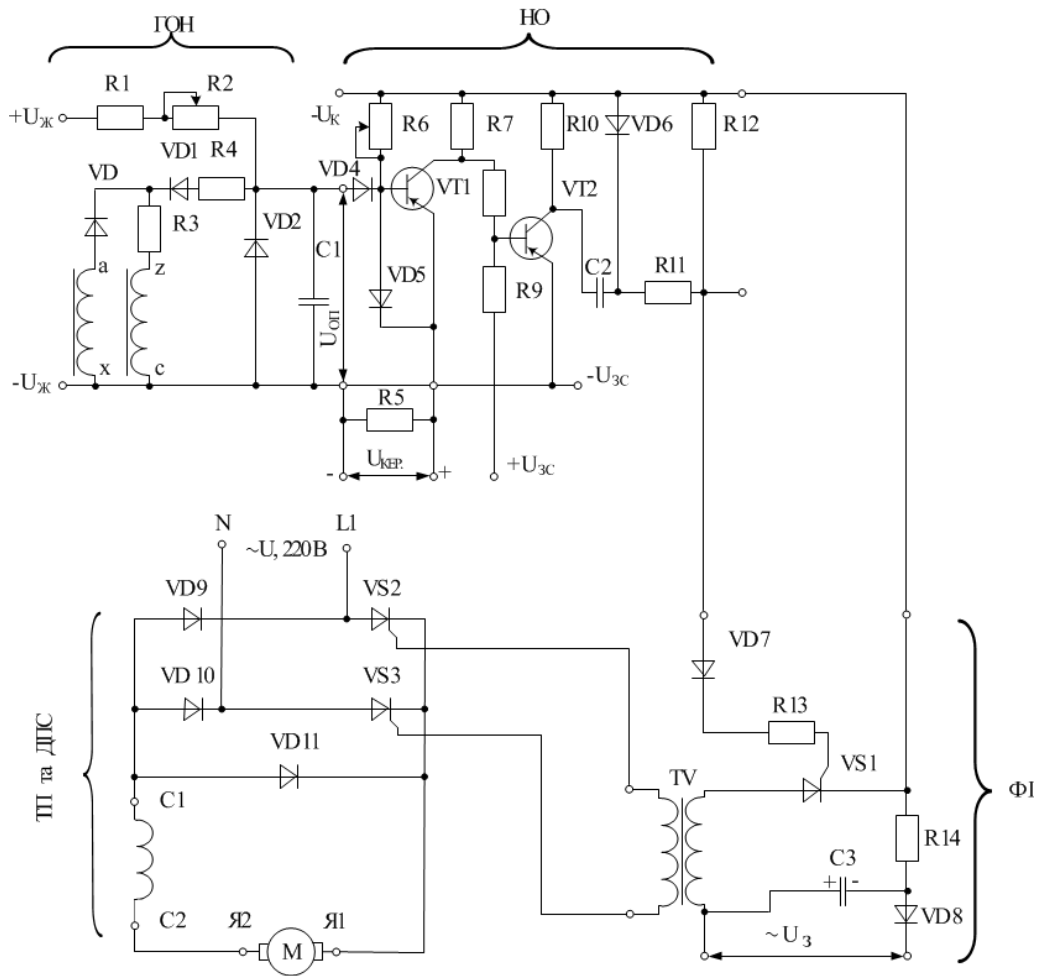 ГОН
НО
R1
R2
+Uж
-Uк
R6
R7
R10
VD6
R12
VD1
R4
VD
VD4
VT1
R3
VD2
VT2
C1
a
z
VD5
R9
C2
R11
Uоп
x
c
-Uж
-Uзс
R5
-
Uкер.
+
+Uзс
N
L1
~U, 220В
VD9
VS2
VD7
VD 10
VS3
R13
ТП та ДПС
VD11
VS1
TV
ФІ
C1
R14
C3
+
-
C2
Я2
Я1
VD8
М
~Uз